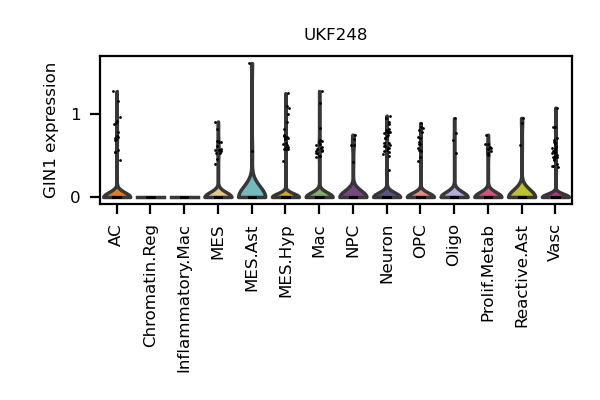 UKF248
GIN1 expression
1
0
AC
Chromatin.Reg
Inflammatory.Mac
MES
MES.Ast
MES.Hyp
Mac
NPC
Neuron
OPC
Oligo
Prolif.Metab
Reactive.Ast
Vasc